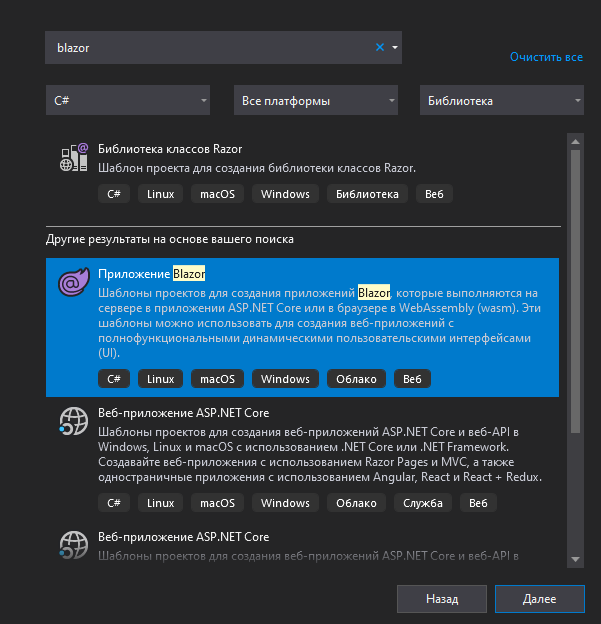 blazor
Очистить все
C#
Все платформы
Библиотека
Библиотека классов Razor
Шаблон проекта для создания библиотеки классов Razor.
C# Linux macOS Windows Библиотека Веб
Другие результаты на основе вашего поиска
Приложение Blazor
Шаблоны проектов для создания приложений Blazor, которые выполняются на
сервере в приложении ASP.NET Core или в браузере в WebAssembly (wasm). Эти
шаблоны можно использовать для создания веб-приложений с
полнофункциональными динамическими пользовательскими интерфейсами
(UI).
C# Linux macOS Windows Облако Веб
Веб-приложение ASP.NET Core
Шаблоны проектов для создания веб-приложений ASP.NET Core и веб-API в
Windows, Linux и macOS с использованием .NET Core или .NET Framework.
Создавайте веб-приложения с использованием Razor Pages и MVC, а также
одностраничные приложения с использованием Angular, React и React + Redux.
C# Linux macOS Windows Облако Служба Веб
Веб-приложение ASP.NET Core
Шаблоны проектов для создания веб-приложений ASP.NET Core и веб-API в
Назад
Далее